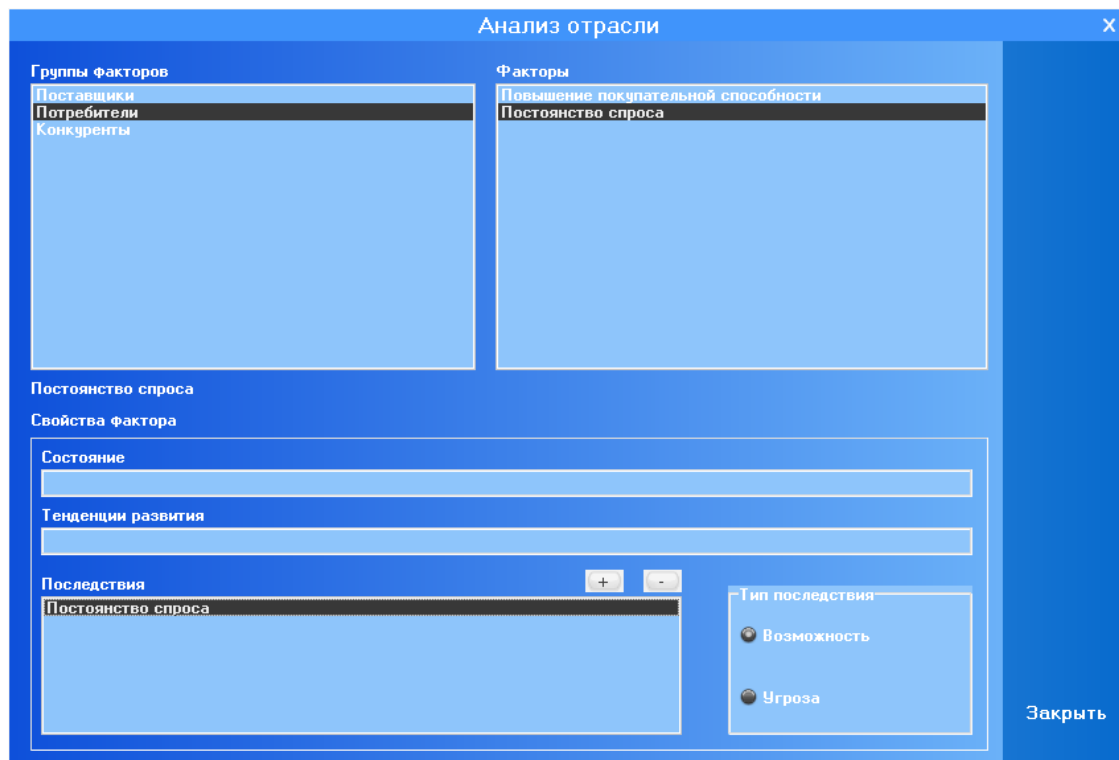 Анализ отрасли X
Группы факторов
Поставщики
Потребители
Конкуренты
Факторы
Повышение покупательной способности
Постоянство спроса
Постоянство спроса
Свойства фактора
Состояние
Тенденции развития
Последствия + -
Постоянство спроса
Тип последствия
Возможность
Угроза
Закрыть